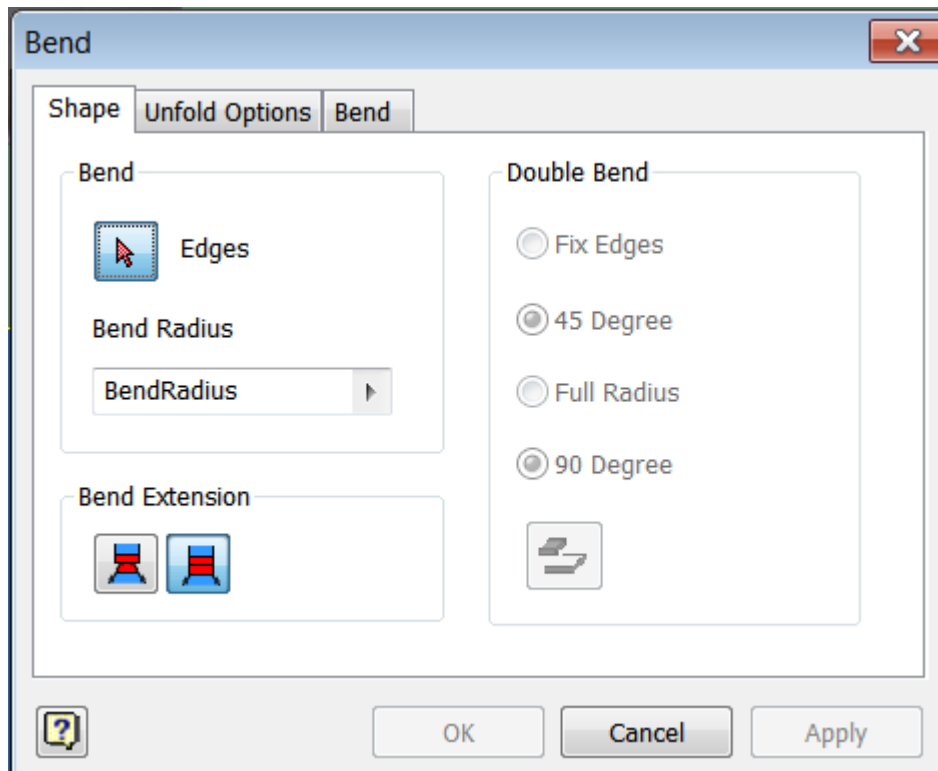 Bend
Shape Unfold Options Bend
Bend
Edges
Bend Radius
BendRadius
Bend Extension
Double Bend
Fix Edges
45 Degree
Full Radius
90 Degree
?
OK Cancel Apply